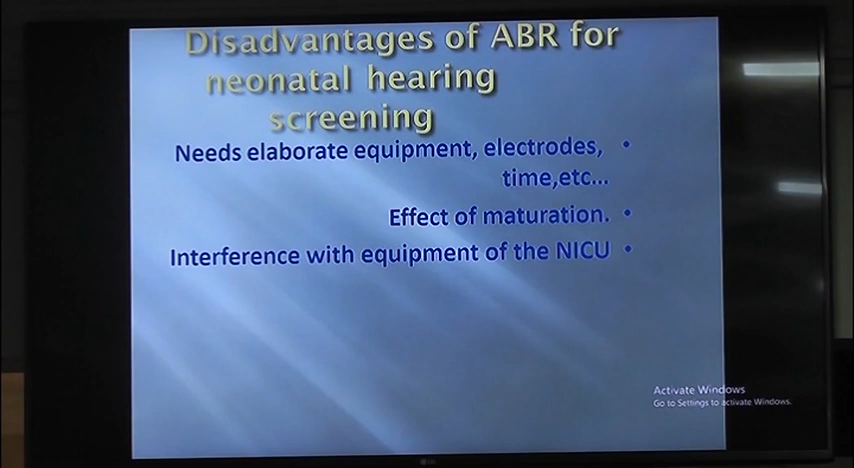 Disadvantages of ABR for
neonatal hearing
screening
Needs elaborate equipment, electrodes, •
time,etc...
Effect of maturation. •
Interference with equipment of the NICU •
Activate Windows
Go to Settings to activate Windows.
LG